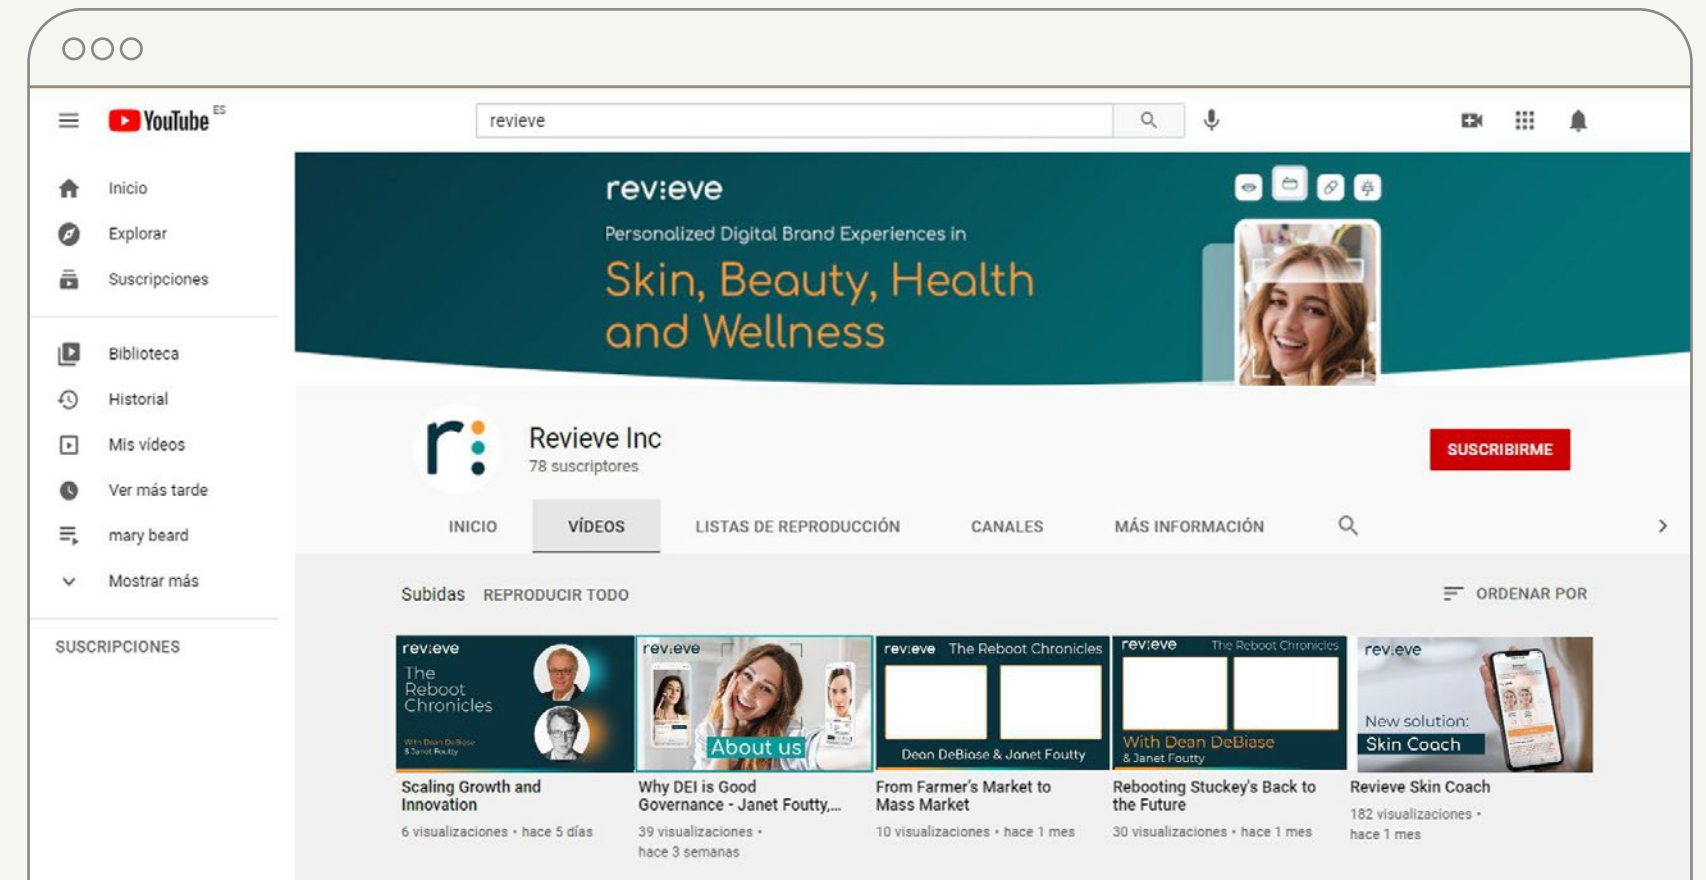 YouTube ES
revieve
Inicio
Explorar
Suscripciones
Biblioteca
Historial
Mis vídeos
Ver más tarde
mary beard
Mostrar más
SUSCRIPCIONES
rev:eve
Personalized Digital Brand Experiences in
Skin, Beauty, Health
and Wellness
r:
Revieve Inc
78 suscriptores
SUSCRIBIRME
INICIO VÍDEOS LISTAS DE REPRODUCCIÓN CANALES MÁS INFORMACIÓN
Subidas REPRODUCIR TODO ORDENAR POR
rev:eve
The
Reboot
Chronicles
With Dean DeBiase
& Janet Foutty
Scaling Growth and
Innovation
6 visualizaciones • hace 5 días
rev:eve
About us
Why DEI is Good
Governance - Janet Foutty,...
39 visualizaciones •
hace 3 semanas
rev:eve The Reboot Chronicles
Dean DeBiase & Janet Foutty
From Farmer's Market to
Mass Market
10 visualizaciones • hace 1 mes
rev:eve The Reboot Chronicles
With Dean DeBiase
& Janet Foutty
Rebooting Stuckey's Back to
the Future
30 visualizaciones • hace 1 mes
rev:eve
New solution:
Skin Coach
Revieve Skin Coach
182 visualizaciones •
hace 1 mes